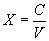 X = C/V